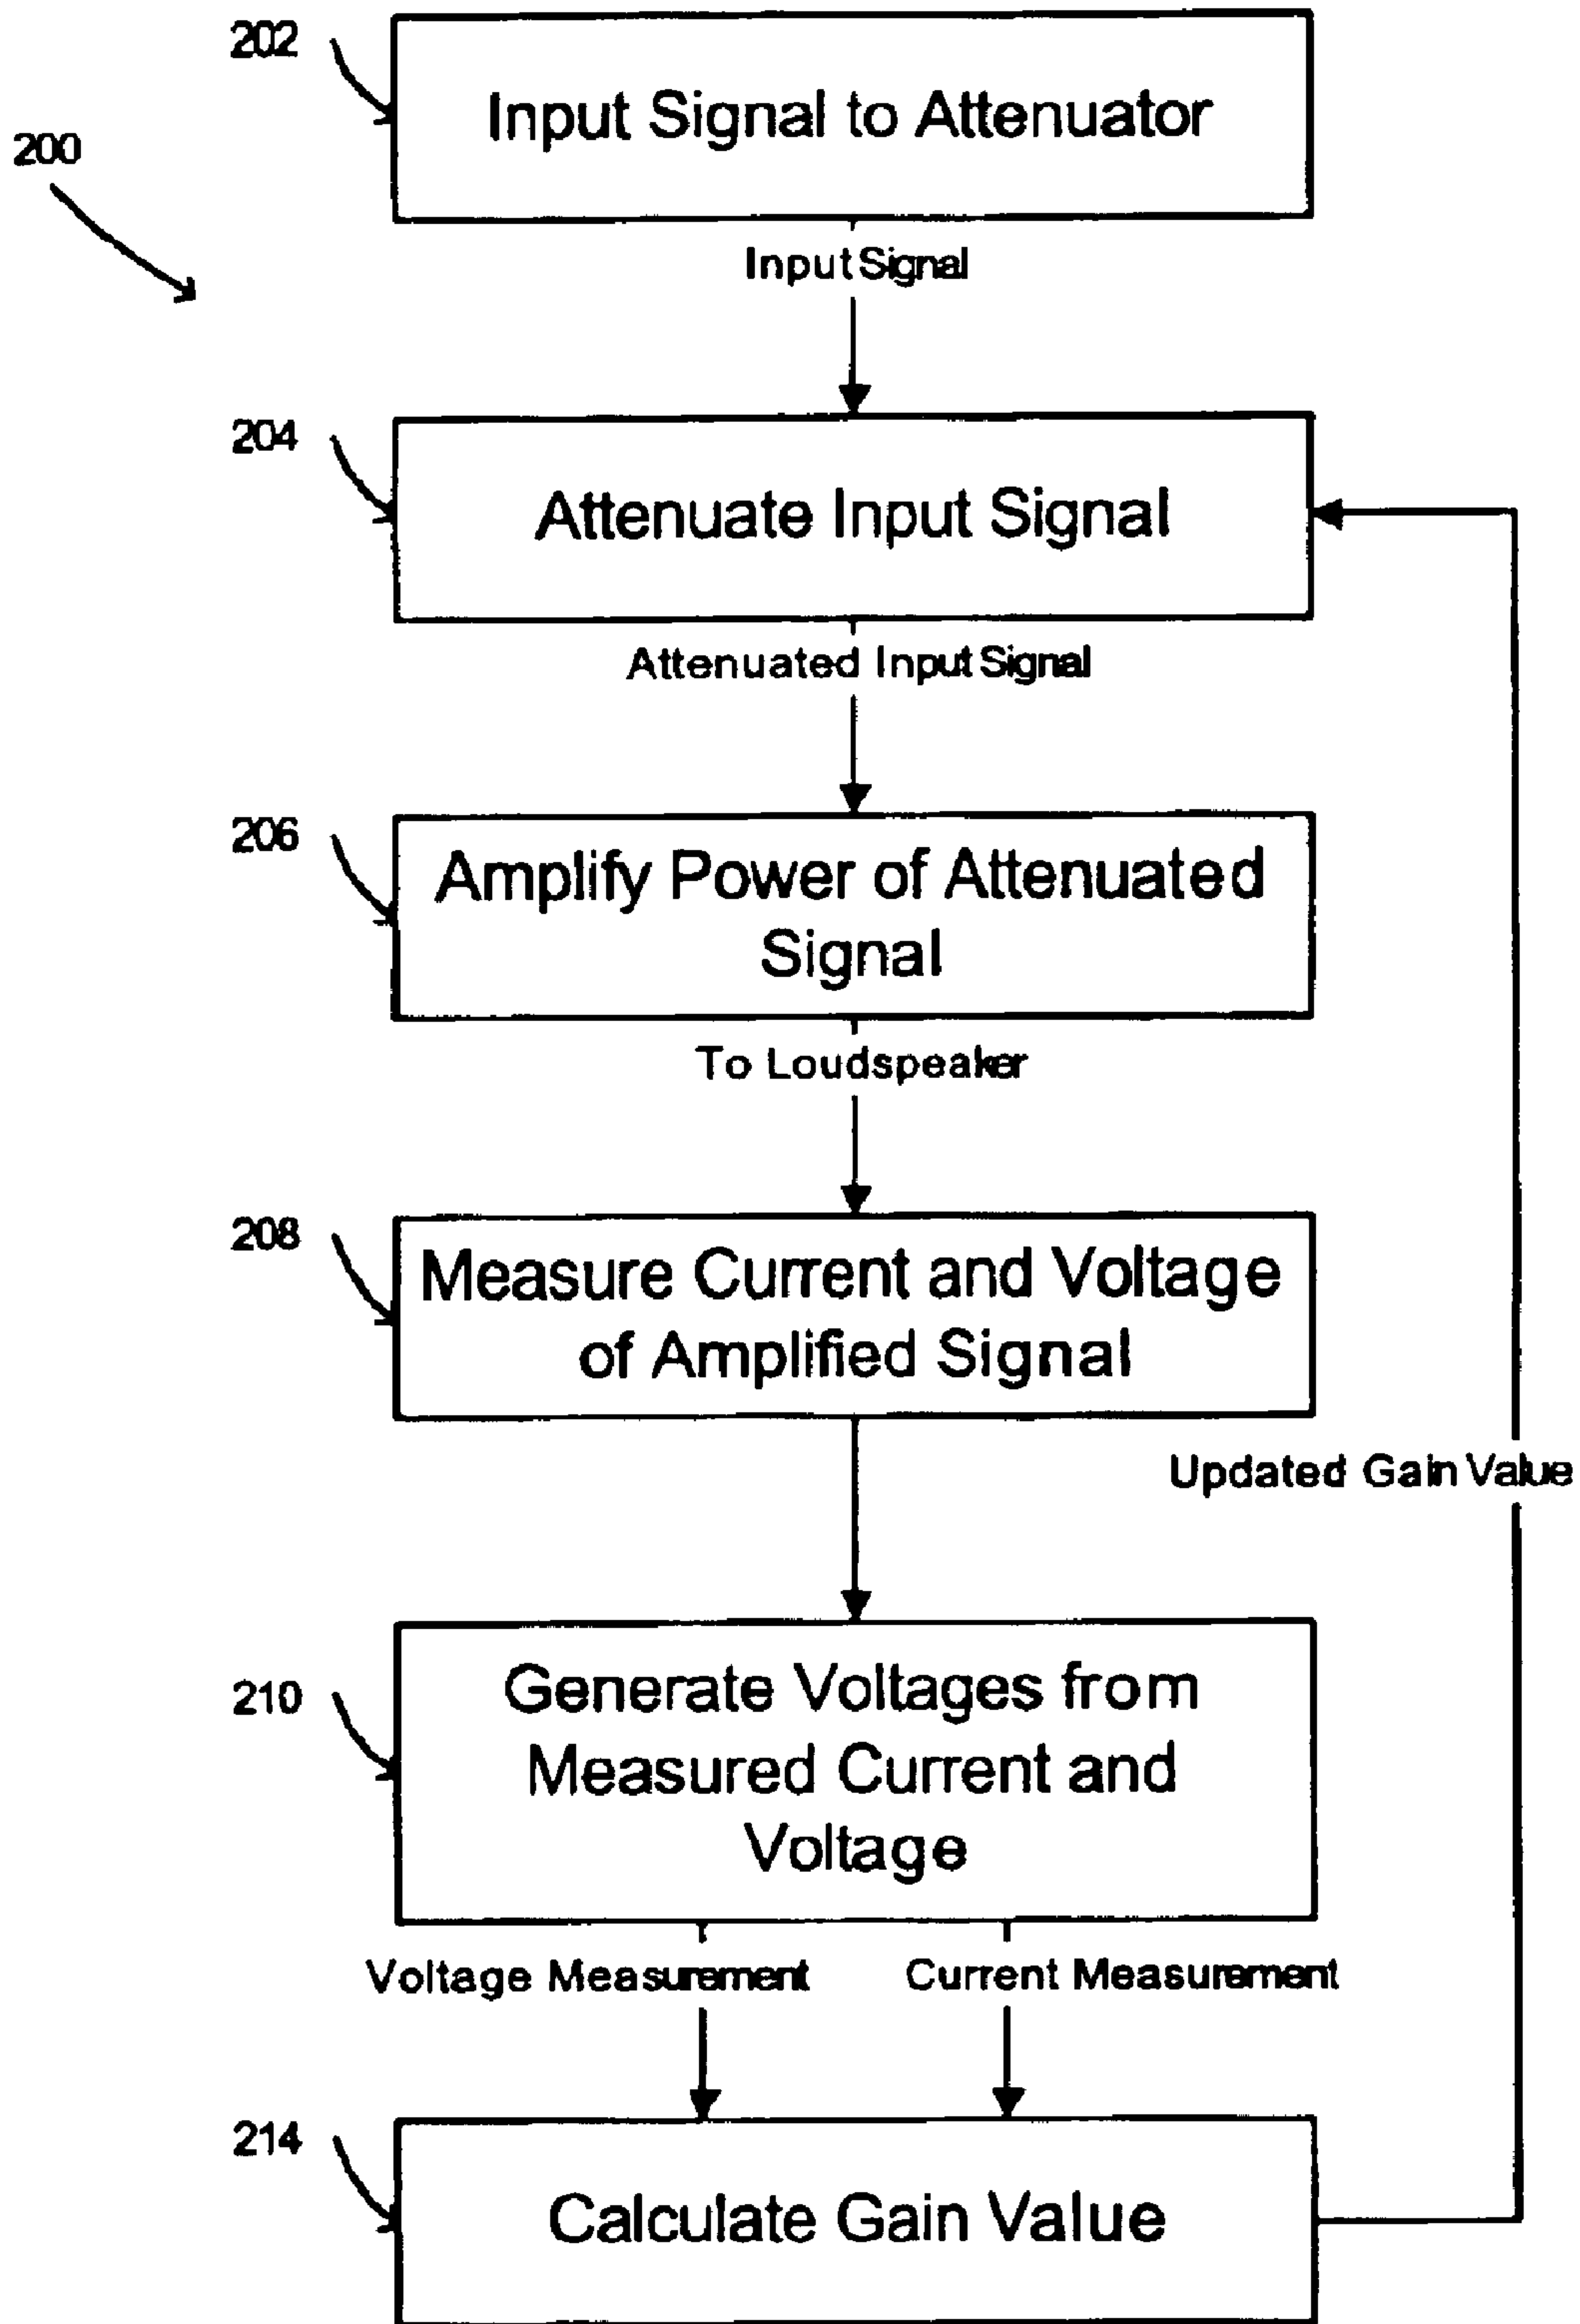 202
Input Signal to Attenuator
200
Input Signal
204
Attenuate Input Signal
Attenuated Input Signal
206
Amplify Power of Attenuated
Signal
To Loudspeaker
208
Measure Current and Voltage
of Amplified Signal
Updated Gain Value
210
Generate Voltages from
Measured Current and
Voltage
Voltage Measurement
Current Measurement
214
Calculate Gain Value